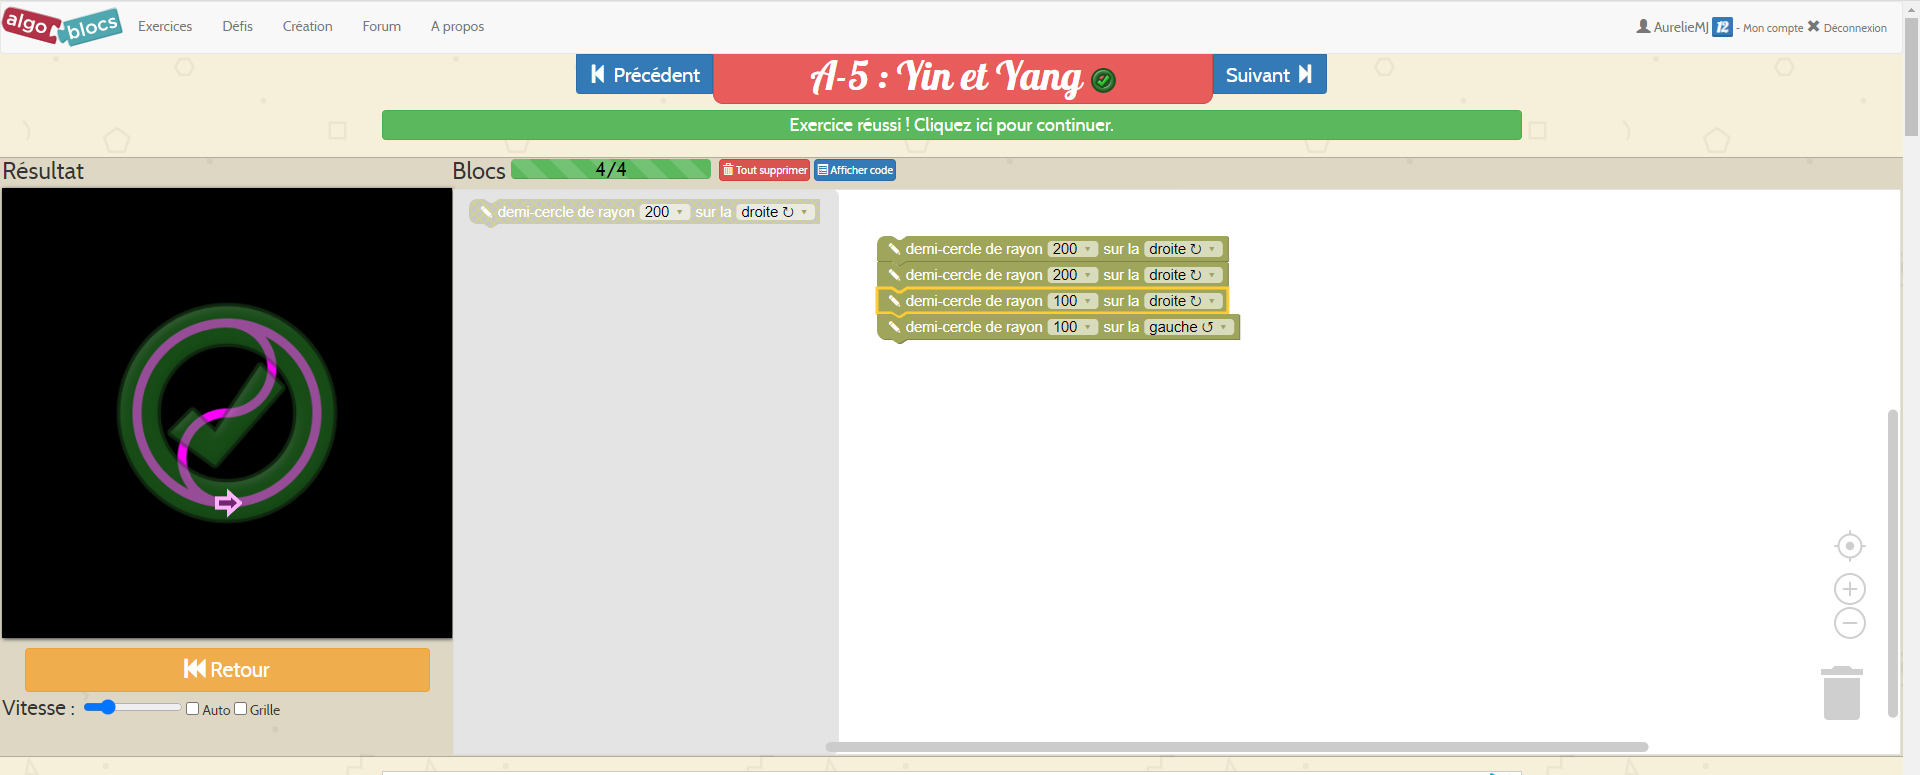 algo blocs
Exercices Défis Création Forum A propos
AurelieMJ 12 - Mon compte Déconnexion
Précédent
A-5 : Yin et Yang
Suivant
Exercice réussi ! Cliquez ici pour continuer.
Résultat
Blocs 4/4 Tout supprimer Afficher code
demi-cercle de rayon 200 sur la droite ↻
demi-cercle de rayon 200 sur la droite ↻
demi-cercle de rayon 200 sur la droite ↻
demi-cercle de rayon 100 sur la droite ↻
demi-cercle de rayon 100 sur la gauche ↺
Retour
Vitesse : Auto Grille